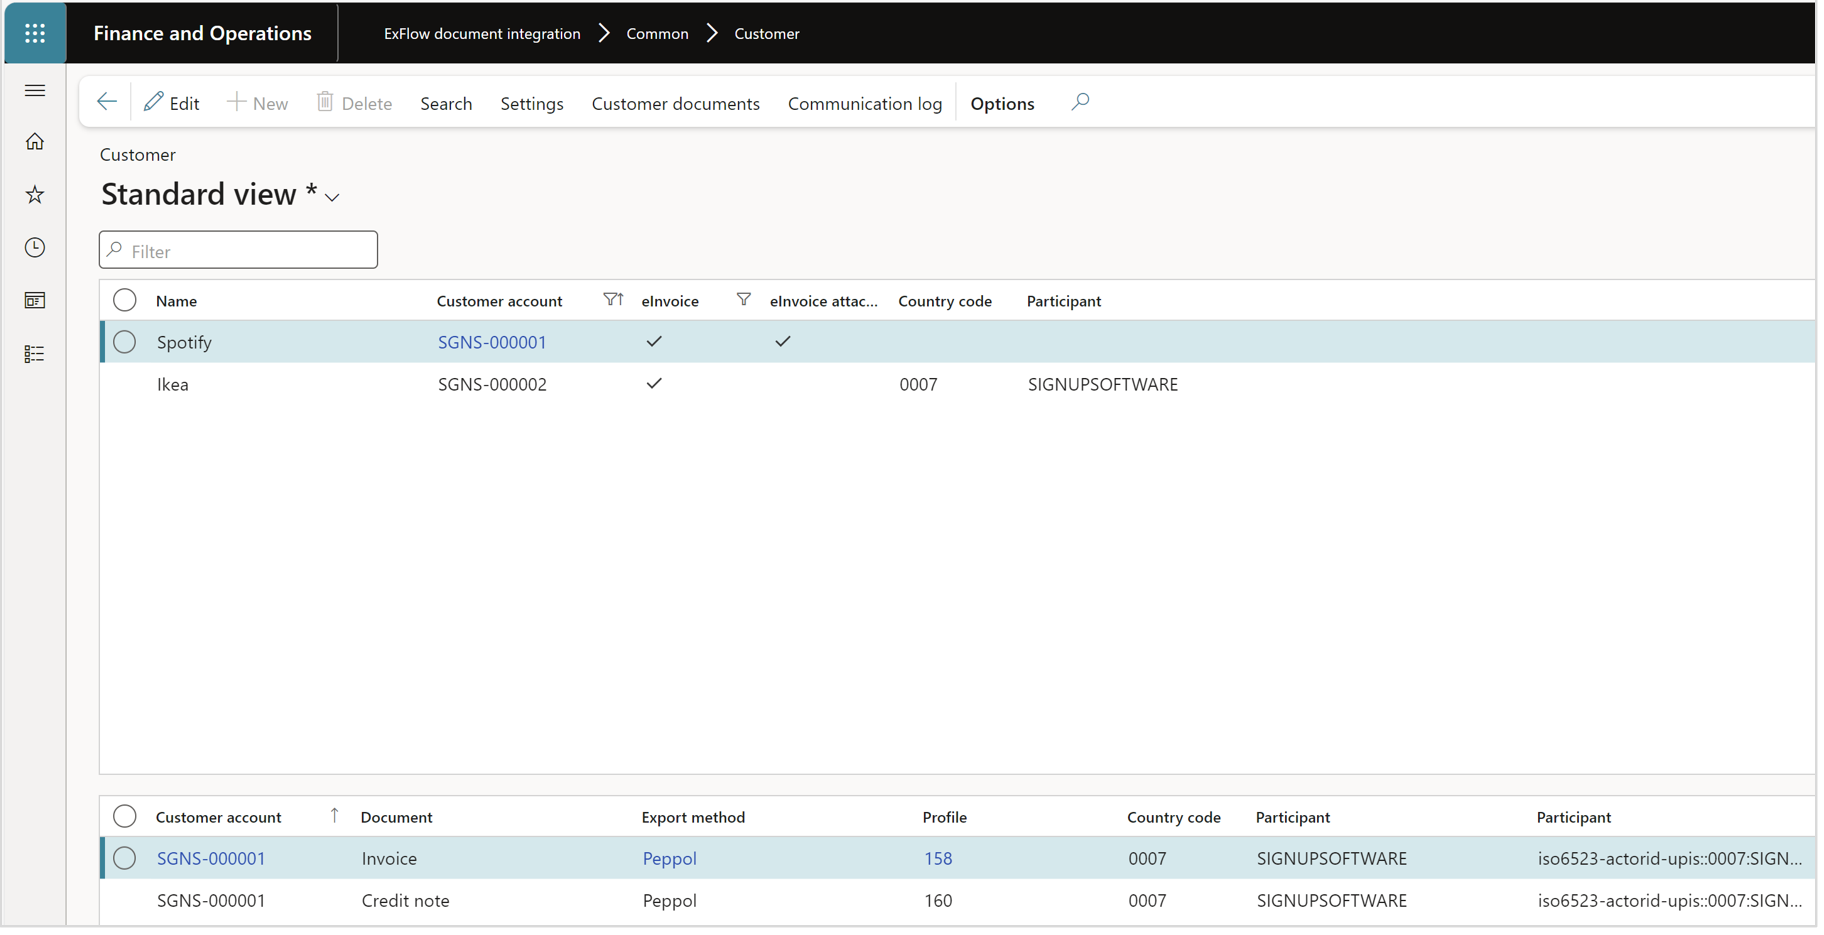 Finance and Operations ExFlow document integration Common Customer
Edit New Delete Search Settings Customer documents Communication log Options
Customer
Standard view *
Filter
Name Customer account eInvoice eInvoice attac... Country code Participant
Spotify SGNS-000001
Ikea SGNS-000002 0007 SIGNUPSOFTWARE
Customer account Document Export method Profile Country code Participant Participant
SGNS-000001 Invoice Peppol 158 0007 SIGNUPSOFTWARE iso6523-actorid-upis::0007:SIGN...
SGNS-000001 Credit note Peppol 160 0007 SIGNUPSOFTWARE iso6523-actorid-upis::0007:SIGN...